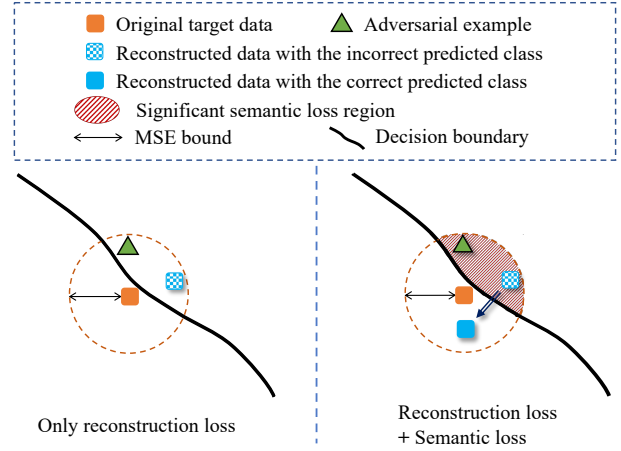 Original target data
Adversarial example
Reconstructed data with the incorrect predicted class
Reconstructed data with the correct predicted class
Significant semantic loss region
MSE bound
Decision boundary
Only reconstruction loss
Reconstruction loss
+ Semantic loss